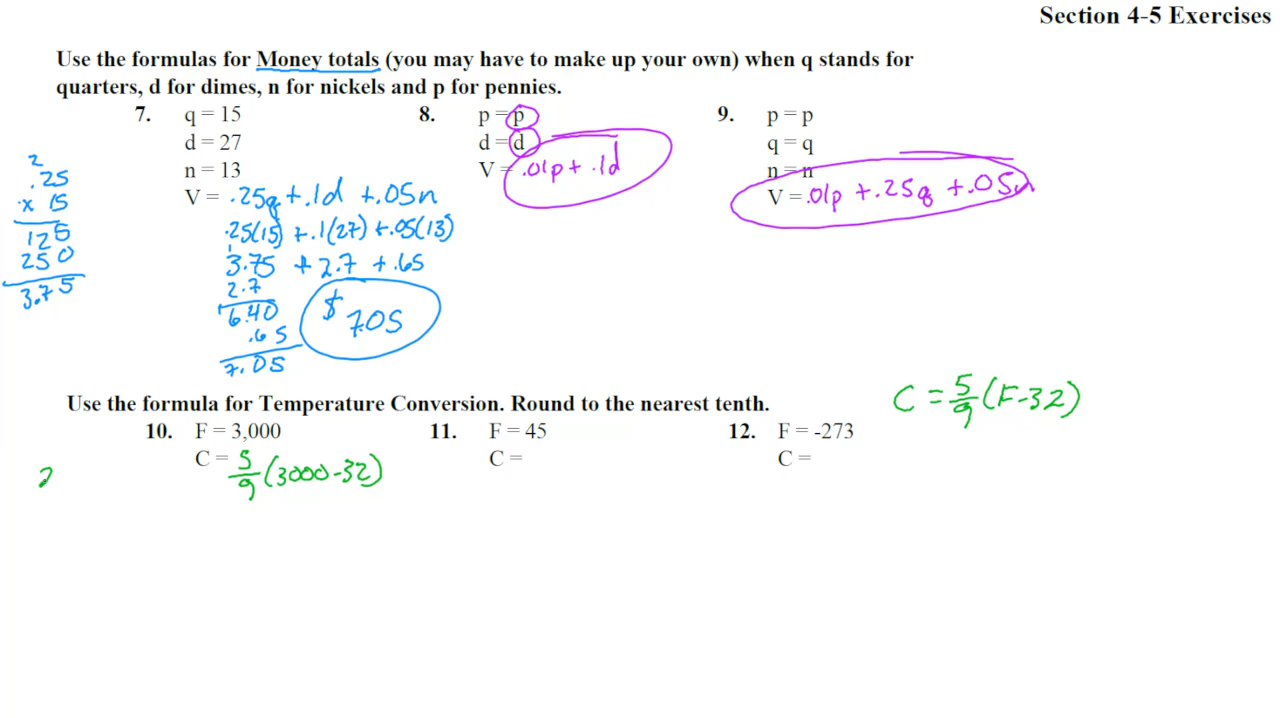 Section 4-5 Exercises
Use the formulas for Money totals (you may have to make up your own) when q stands for
quarters, d for dimes, n for nickels and p for pennies.
7. q = 15
d = 27
n = 13
V = .25q + .1d + .05n
.25(15) + .1(27) + .05(13)
3.75 + 2.7 + .65
2.7
6.40
.65
7.05
$ 7.05
2
.25
x 15
125
250
3.75
8. p = p
d = d
V = .01p + .1d
9. p = p
q = q
n = n
V = .01p + .25q + .05n
C = 5/9 (F-32)
Use the formula for Temperature Conversion. Round to the nearest tenth.
10. F = 3,000
C = 5/9 (3000-32)
11. F = 45
C =
12. F = -273
C =